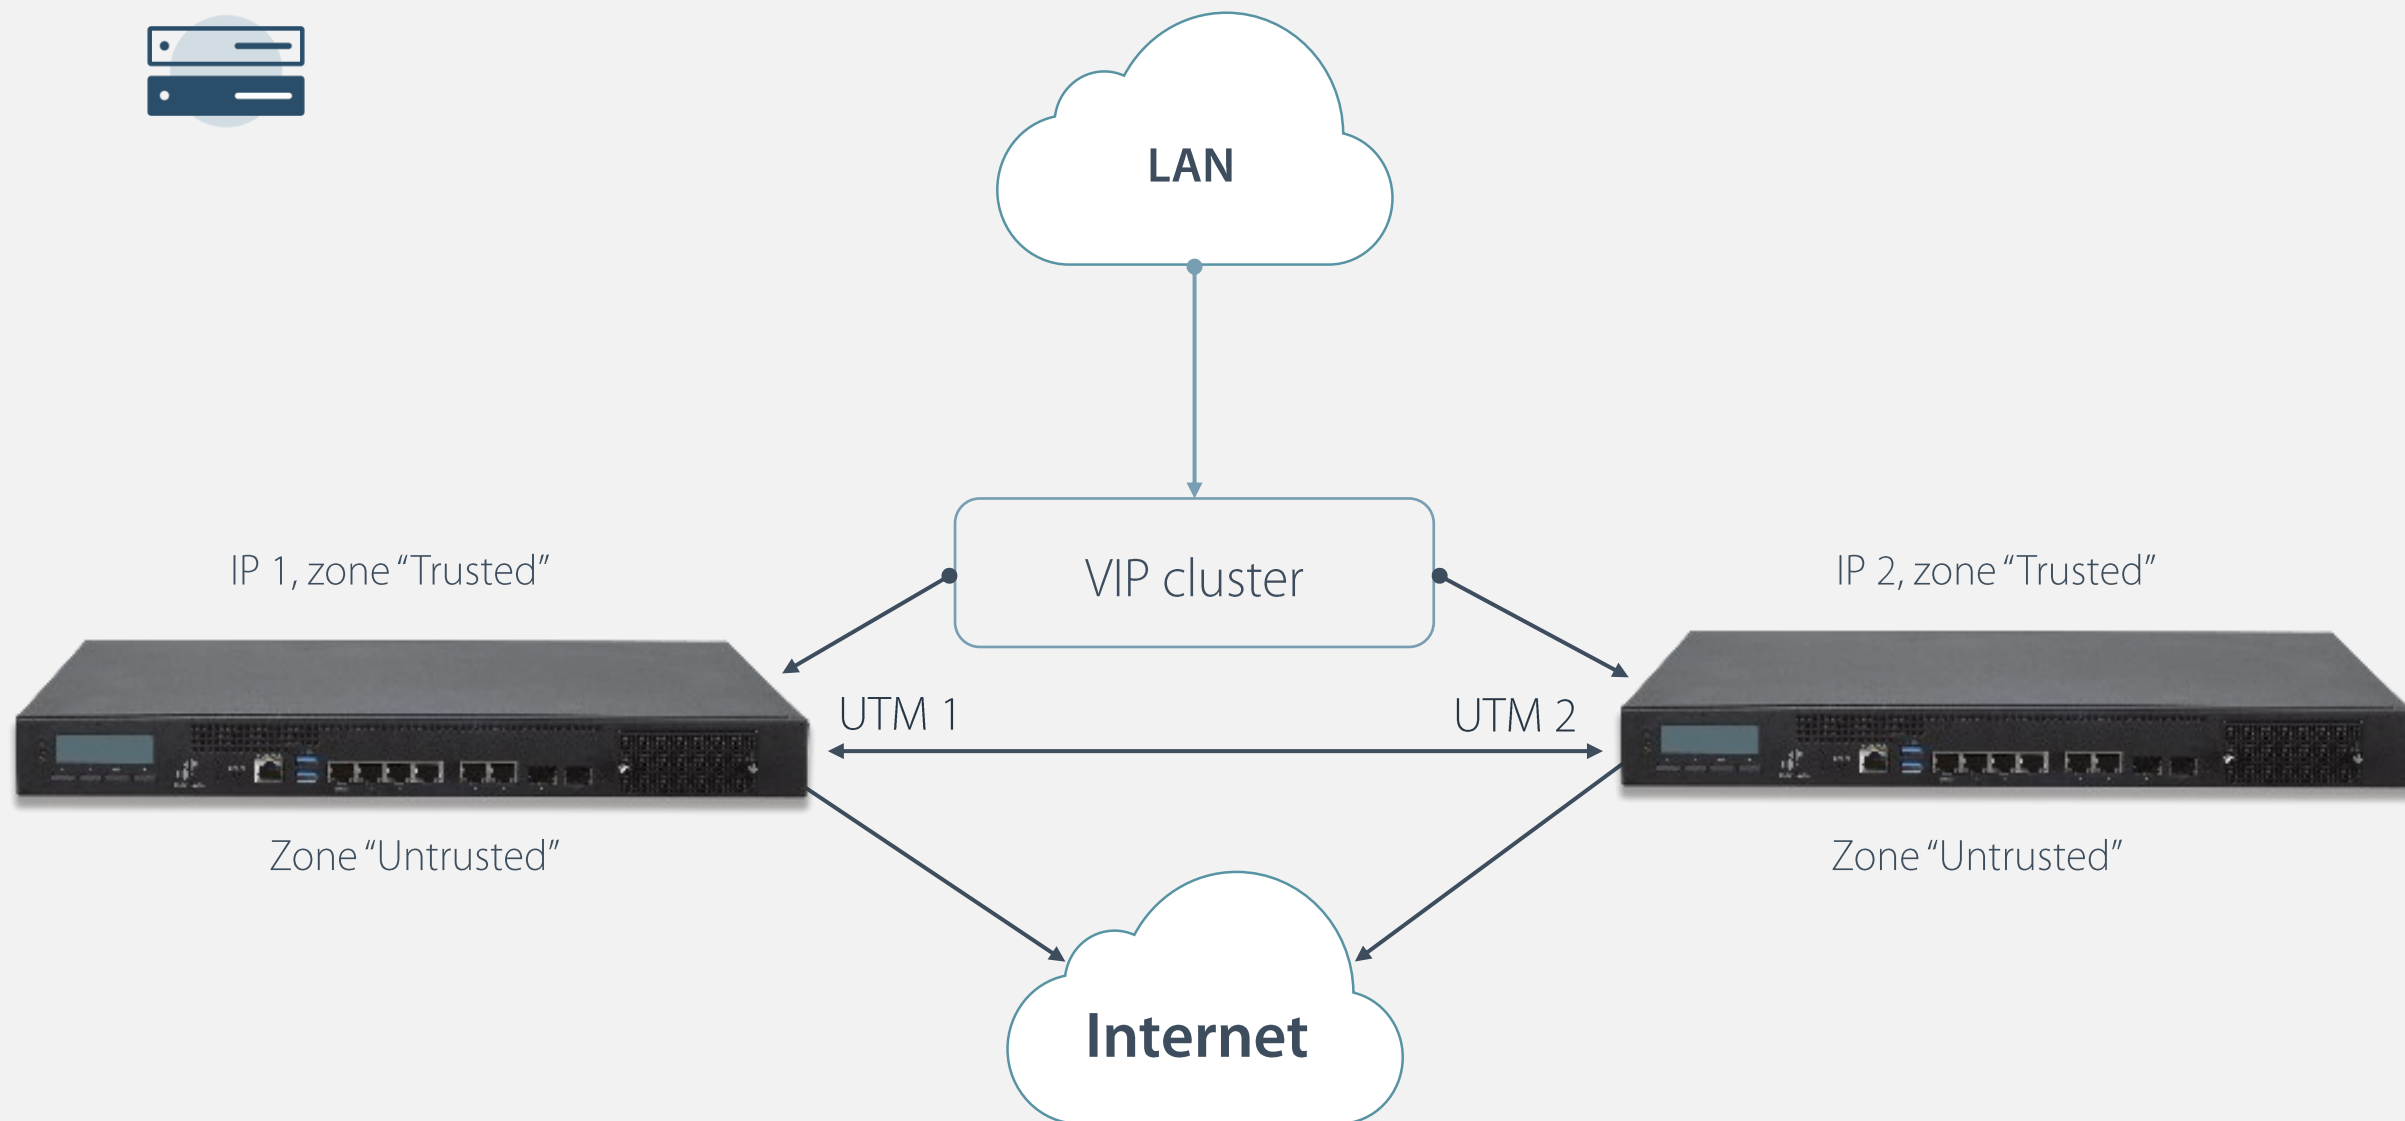 LAN
IP 1, zone “Trusted”
VIP cluster
IP 2, zone “Trusted”
UTM 1
UTM 2
Zone “Untrusted”
Zone “Untrusted”
Internet